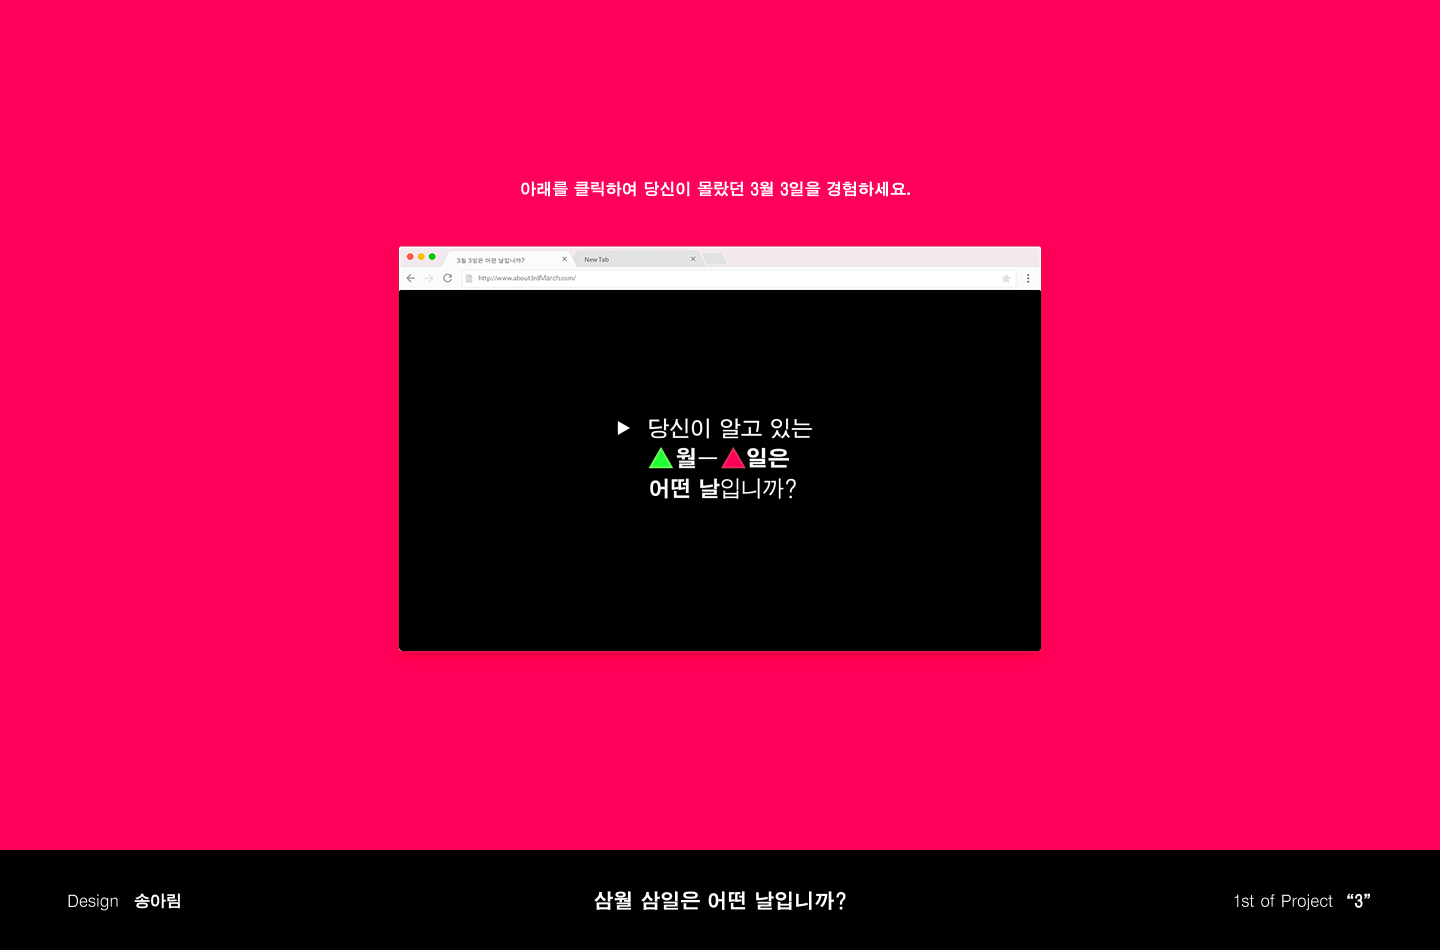 아래를 클릭하여 당신이 몰랐던 3월 3일을 경험하세요.
3월 3일은 어떤 날입니까?
New Tab
http://www.about3rdMarch.com/
당신이 알고 있는
▲월—▲일은
어떤 날입니까?
Design 송아림
삼월 삼일은 어떤 날입니까?
1st of Project “3”